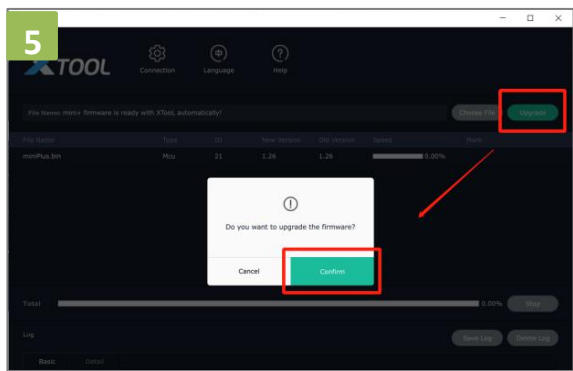 5
XTOOL
Connection
Language
Help
File Name: mini+ firmware is ready with XTool, automatically!
Choose File
Upgrade
File Name Type ID New Version Old Version Speed Mark
miniPlus.bin Mcu 21 1.26 1.26 0.00%
Do you want to upgrade the firmware?
Cancel
Confirm
Total 0.00% Stop
Log
Save Log
Delete Log
Basic
Detail